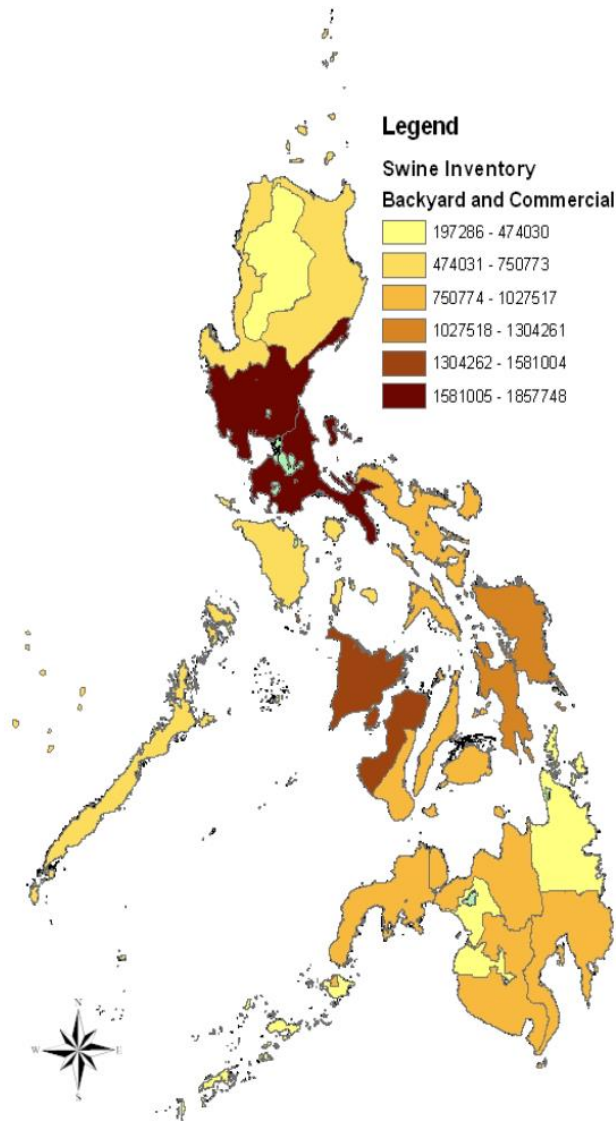 Legend
Swine Inventory
Backyard and Commercial
197286 - 474030
474031 - 750773
750774 - 1027517
1027518 - 1304261
1304262 - 1581004
1581005 - 1857748
N
W E
S